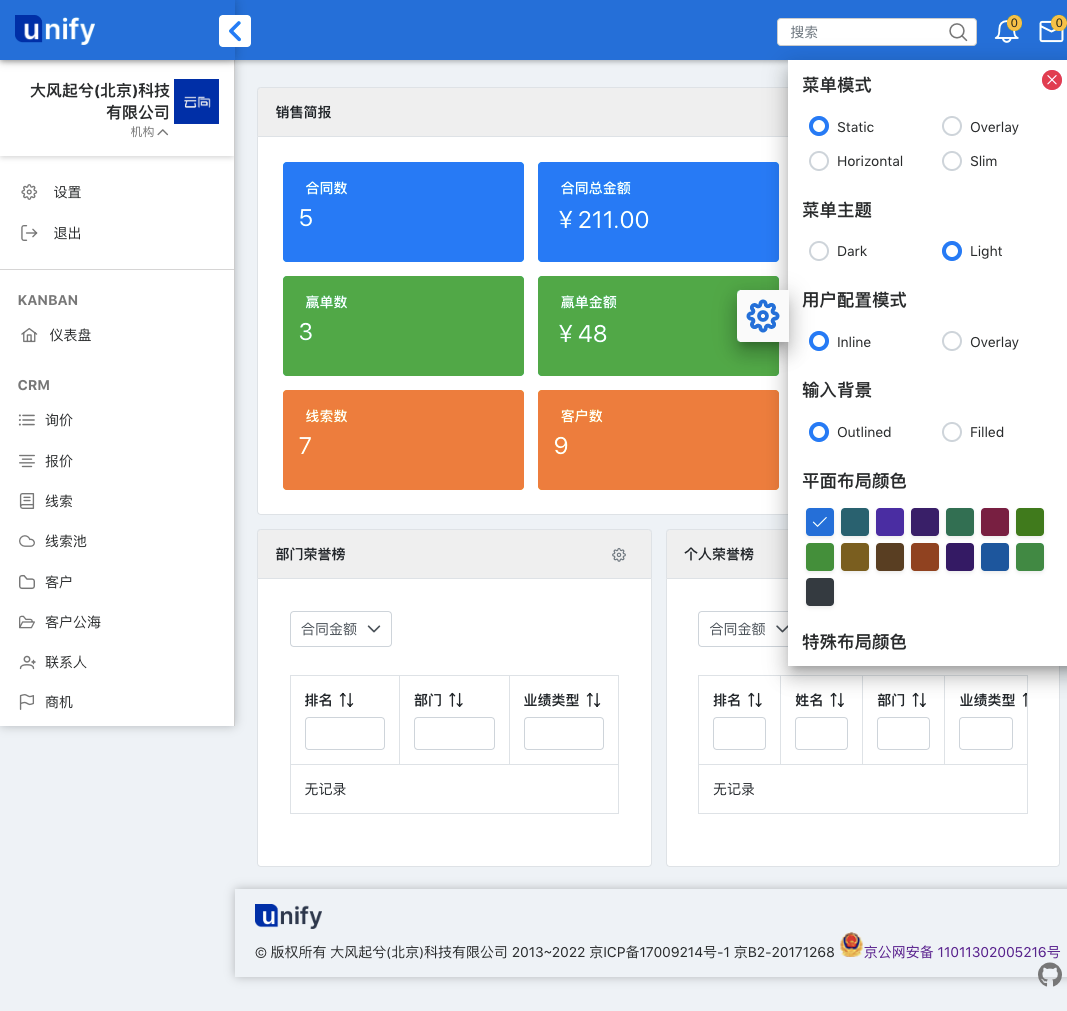 unify
搜索
0
0
大风起兮(北京)科技
有限公司
机构
云向
设置
退出
KANBAN
仪表盘
CRM
询价
报价
线索
线索池
客户
客户公海
联系人
商机
销售简报
合同数
5
合同总金额
¥ 211.00
赢单数
3
赢单金额
¥ 48
线索数
7
客户数
9
部门荣誉榜
合同金额
排名
部门
业绩类型
无记录
个人荣誉榜
合同金额
排名
姓名
部门
业绩类型
无记录
菜单模式
Static
Overlay
Horizontal
Slim
菜单主题
Dark
Light
用户配置模式
Inline
Overlay
输入背景
Outlined
Filled
平面布局颜色
特殊布局颜色
unify
© 版权所有 大风起兮(北京)科技有限公司 2013~2022 京ICP备17009214号-1 京B2-20171268 京公网安备 11011302005216号